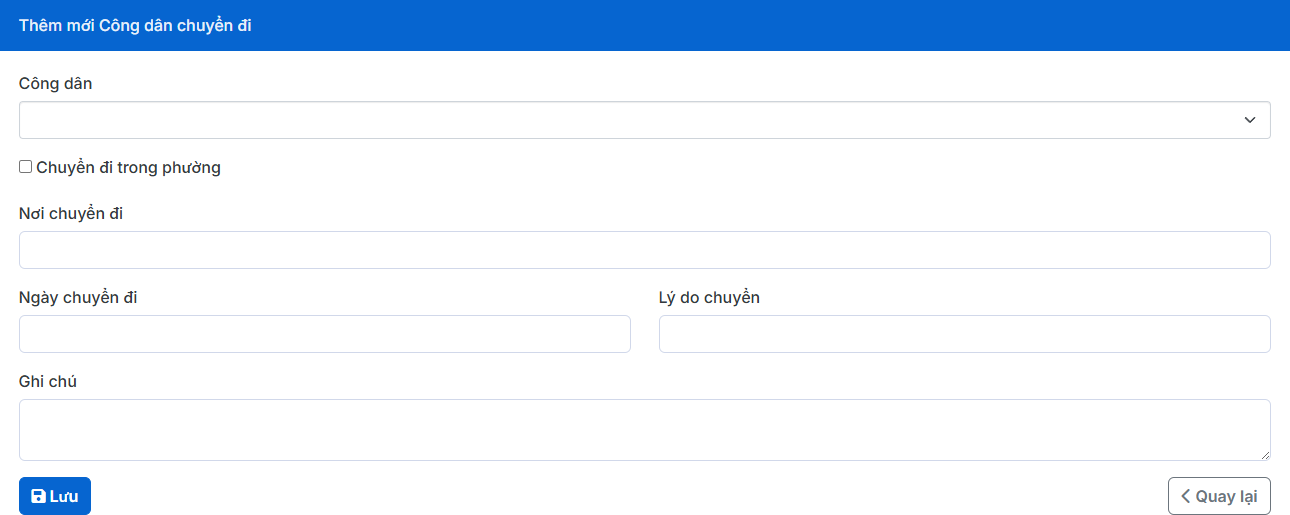 Thêm mới Công dân chuyển đi
Công dân
Chuyển đi trong phường
Nơi chuyển đi
Ngày chuyển đi
Lý do chuyển
Ghi chú
Lưu
Quay lại